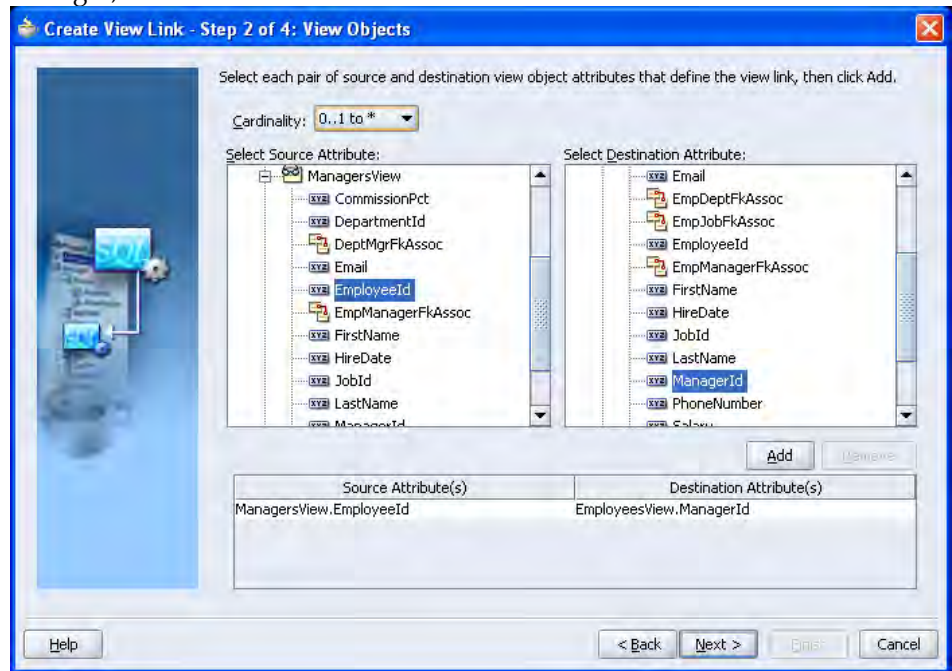 Create View Link - Step 2 of 4: View Objects
Select each pair of source and destination view object attributes that define the view link, then click Add.
Cardinality: 0..1 to *
Select Source Attribute:
ManagersView
CommissionPct
DepartmentId
DeptMgrFkAssoc
Email
EmployeeId
EmpManagerFkAssoc
FirstName
HireDate
JobId
LastName
ManagerId
Select Destination Attribute:
Email
EmpDeptFkAssoc
EmpJobFkAssoc
EmployeeId
EmpManagerFkAssoc
FirstName
HireDate
JobId
LastName
ManagerId
PhoneNumber
Salary
Add Remove
Source Attribute(s) Destination Attribute(s)
ManagersView.EmployeeId EmployeesView.ManagerId
Help < Back Next > Finish Cancel